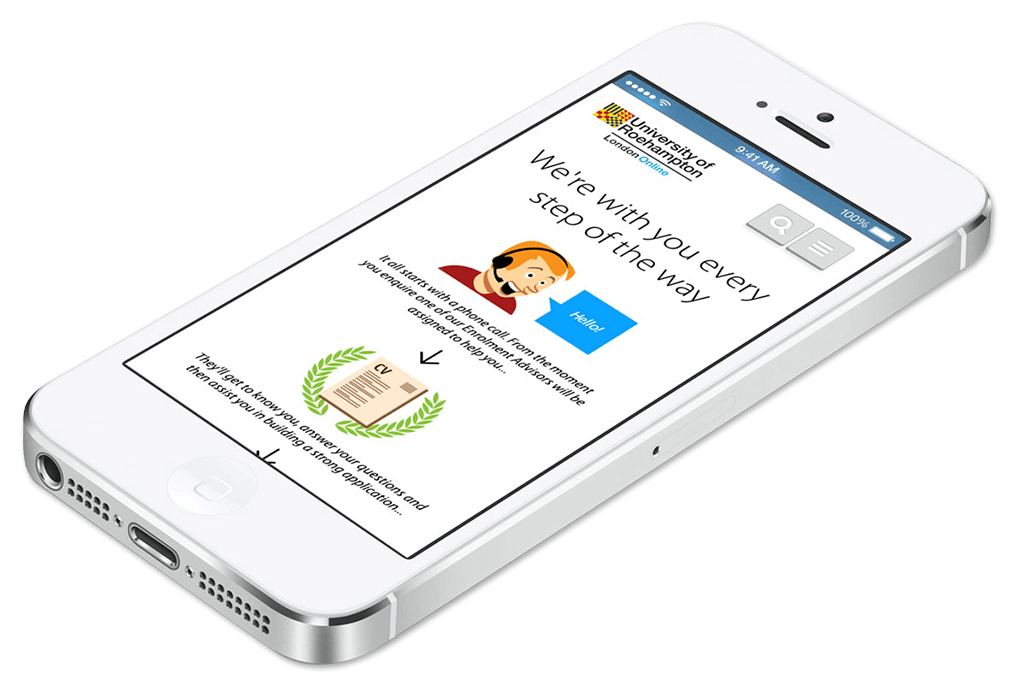 9:41 AM
100%
University of
Roehampton
London Online
We're with you every
step of the way
Hello!
It all starts with a phone call. From the moment
you enquire one of our Enrolment Advisors will be
assigned to help you...
CV
They'll get to know you, answer your questions and
then assist you in building a strong application...